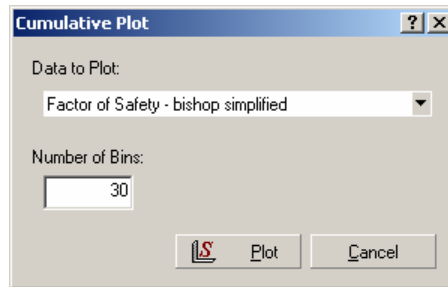 Cumulative Plot
Data to Plot:
Factor of Safety - bishop simplified
Number of Bins:
30
Plot Cancel